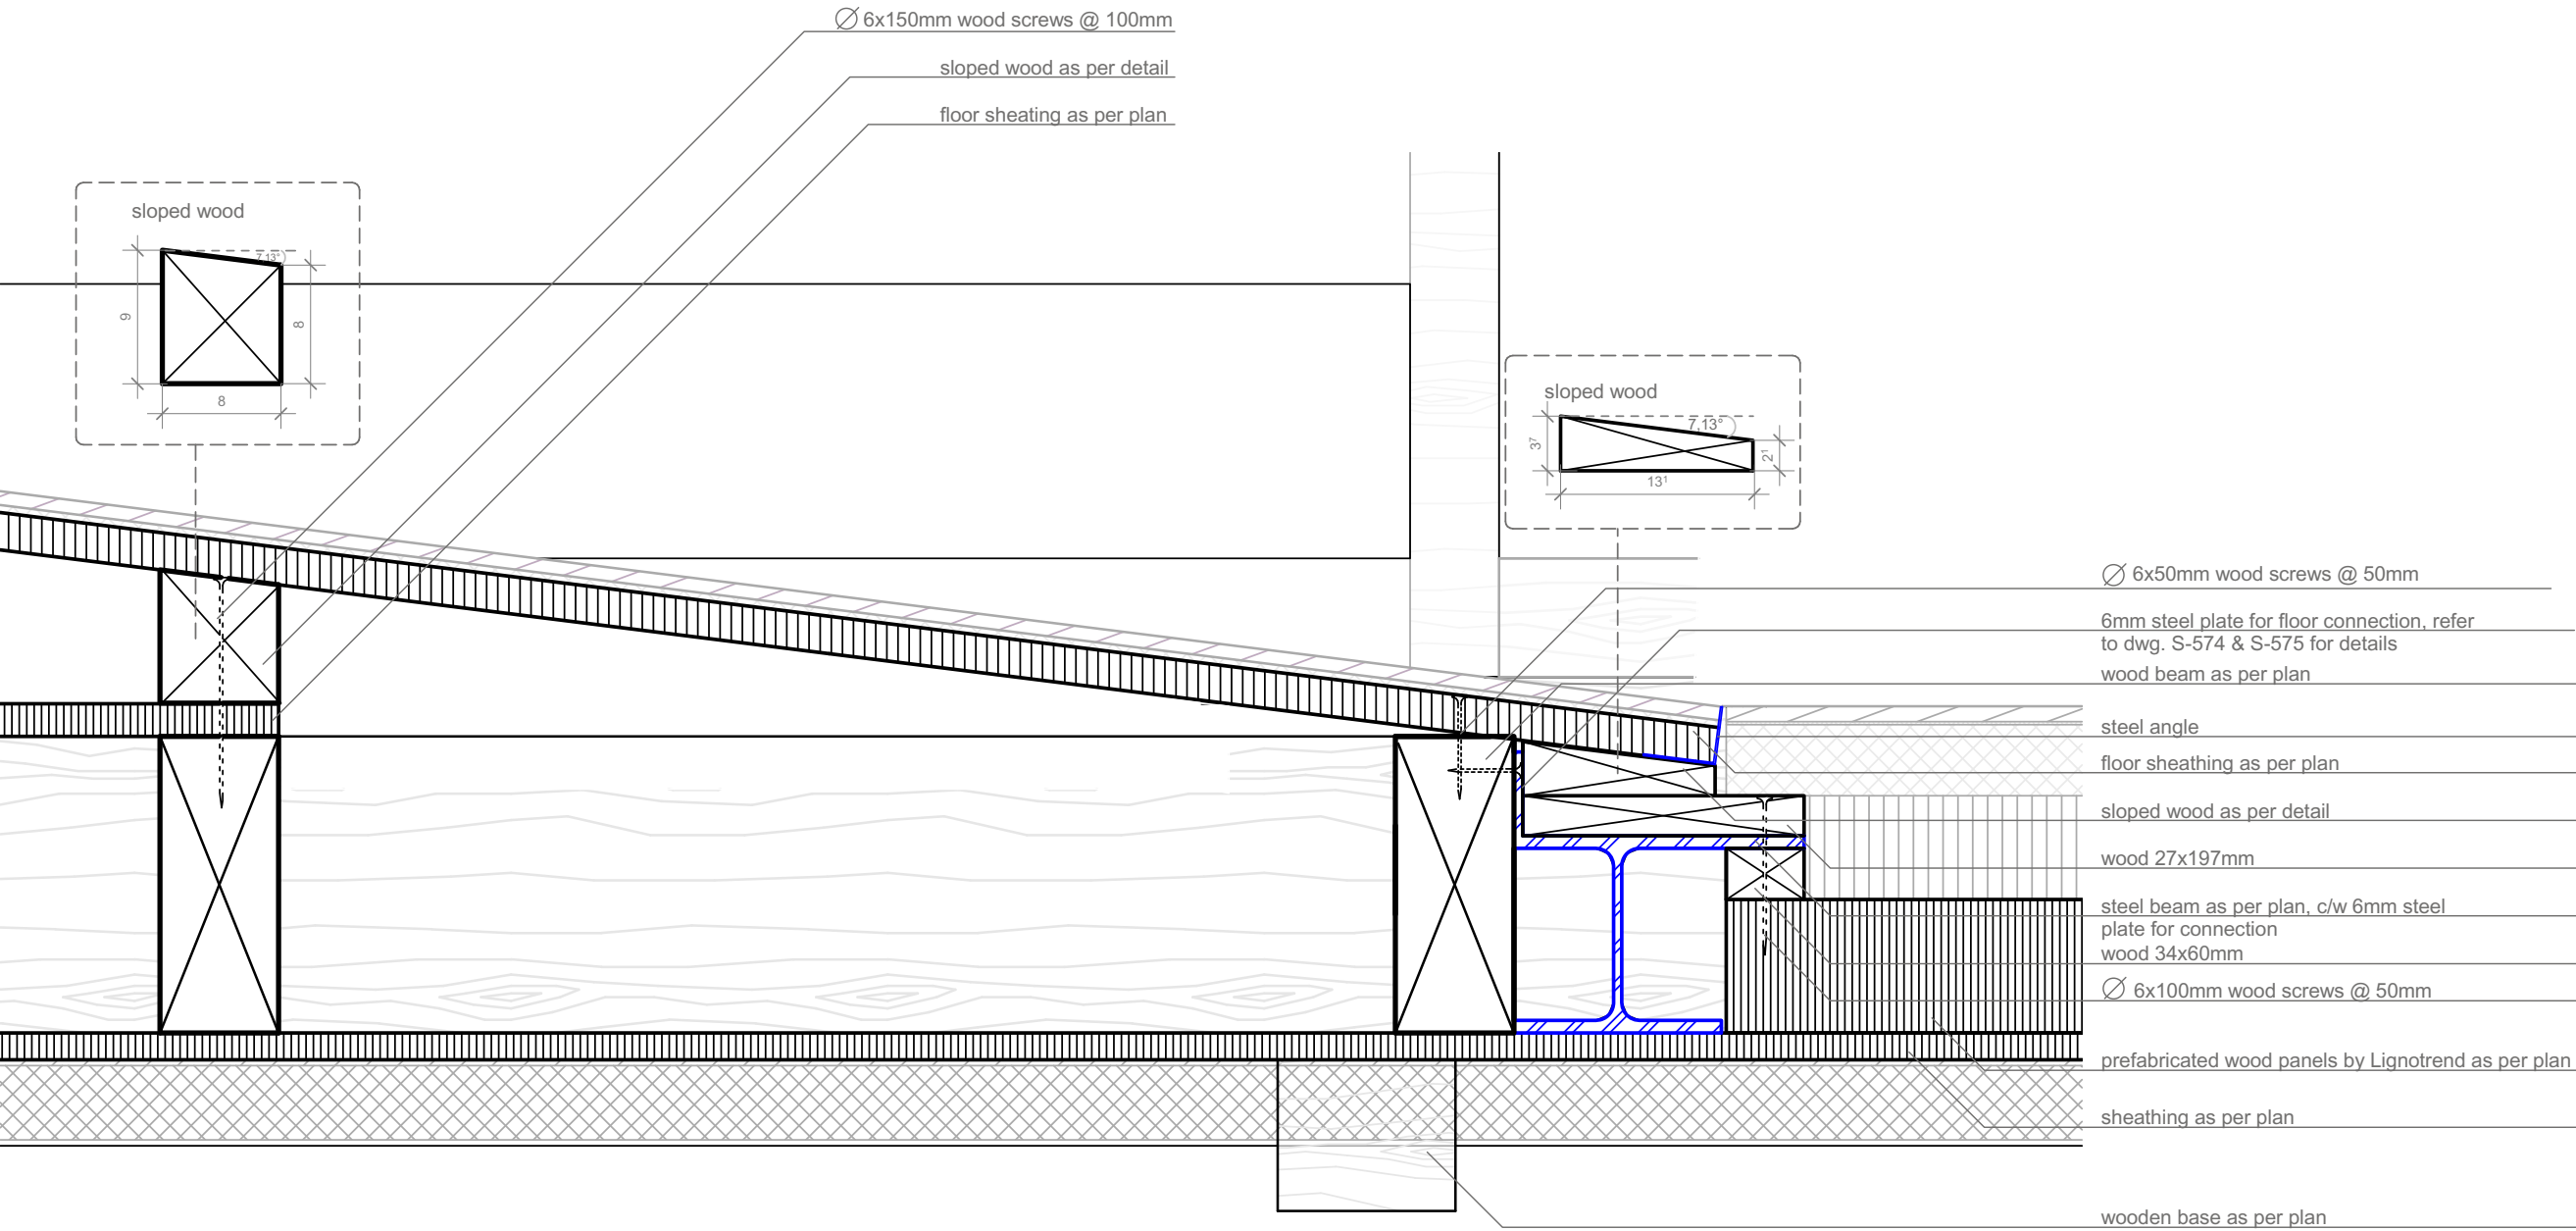 ∅ 6x150mm wood screws @ 100mm
sloped wood as per detail
floor sheating as per plan
sloped wood
7,13°
9
8
8
sloped wood
7,13°
3⁷
2¹
13¹
∅ 6x50mm wood screws @ 50mm
6mm steel plate for floor connection, refer
to dwg. S-574 & S-575 for details
wood beam as per plan
steel angle
floor sheathing as per plan
sloped wood as per detail
wood 27x197mm
steel beam as per plan, c/w 6mm steel
plate for connection
wood 34x60mm
∅ 6x100mm wood screws @ 50mm
prefabricated wood panels by Lignotrend as per plan
sheathing as per plan
wooden base as per plan